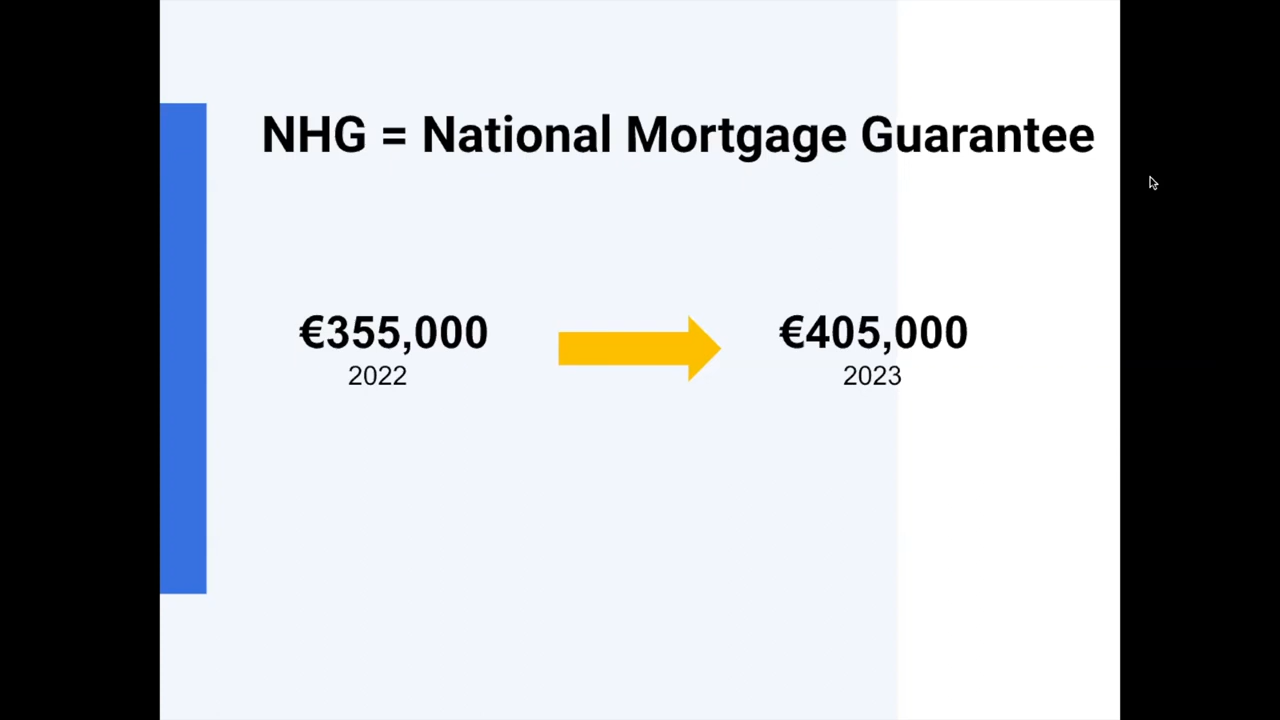 NHG = National Mortgage Guarantee
€355,000
2022
€405,000
2023